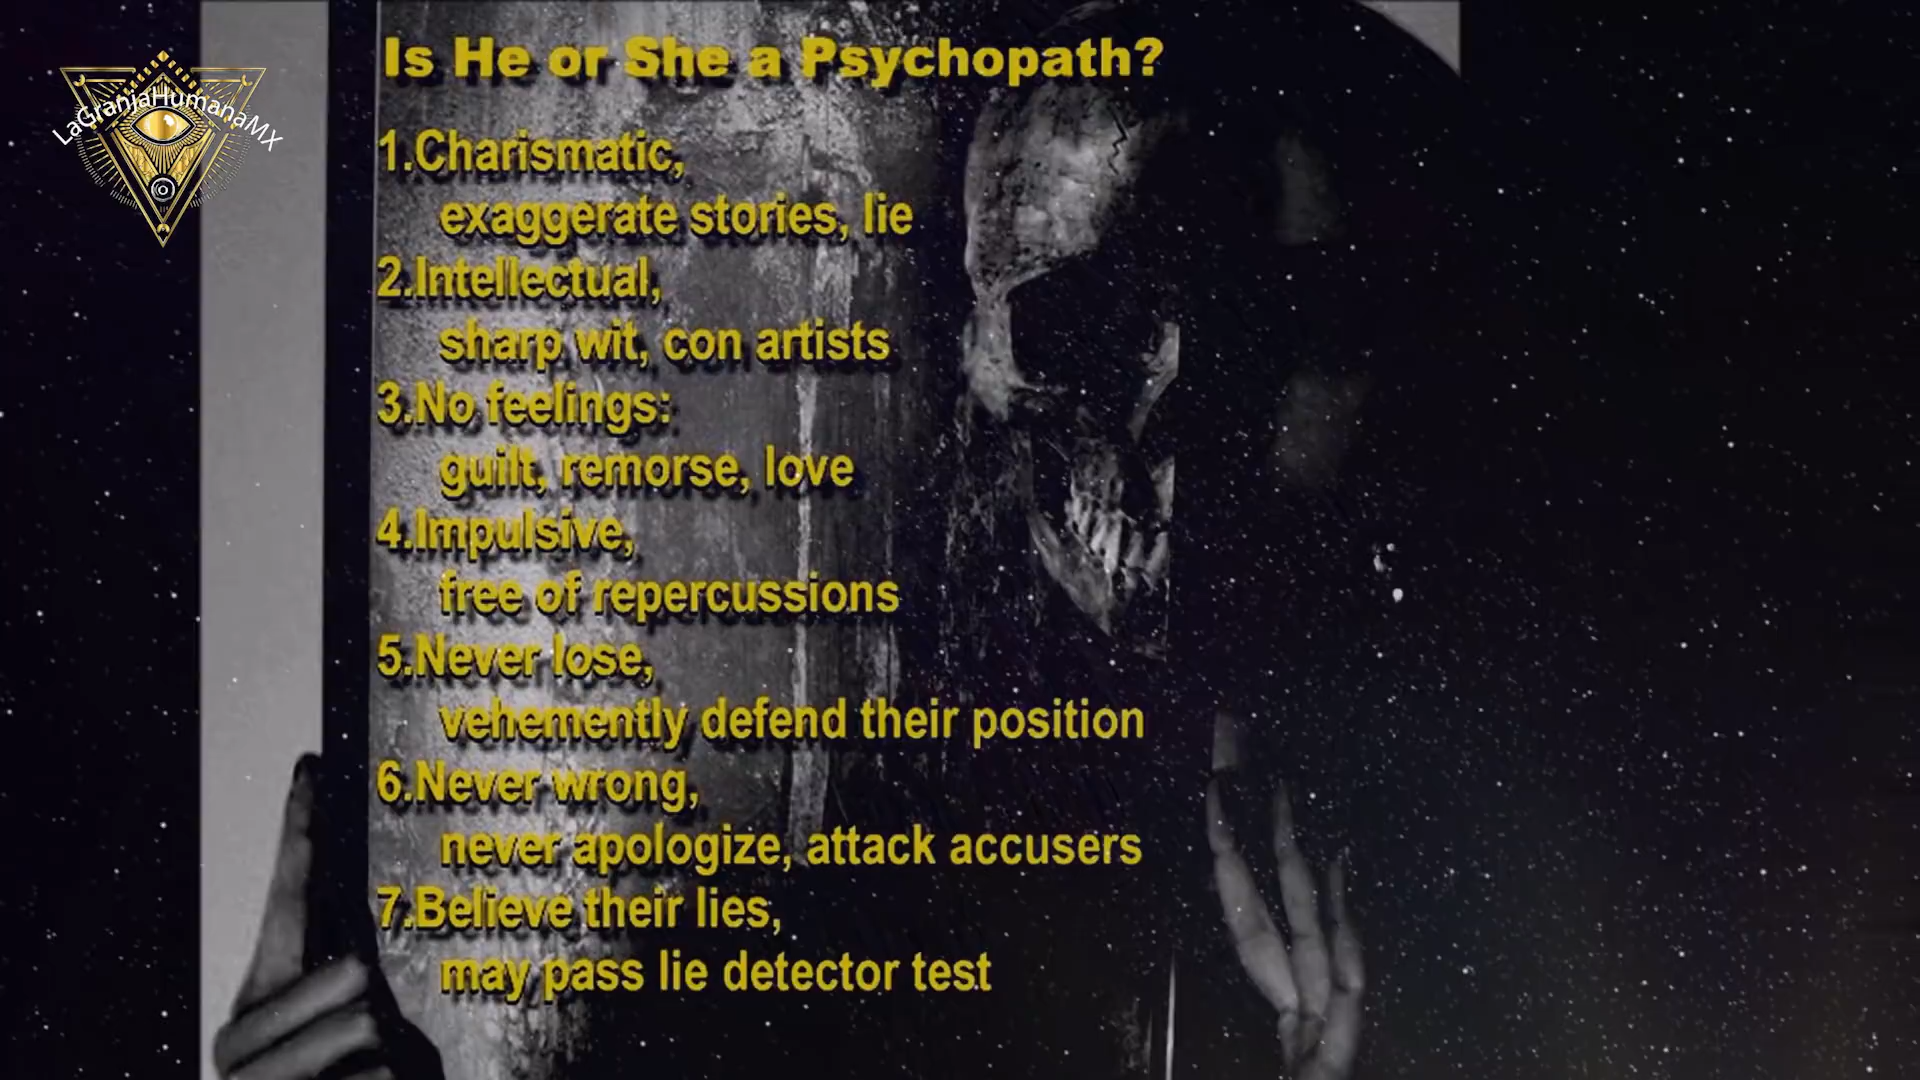 LaGranjaHumanaMX
Is He or She a Psychopath?
1.Charismatic,
exaggerate stories, lie
2.Intellectual,
sharp wit, con artists
3.No feelings:
guilt, remorse, love
4.Impulsive,
free of repercussions
5.Never lose,
vehemently defend their position
6.Never wrong,
never apologize, attack accusers
7.Believe their lies,
may pass lie detector test